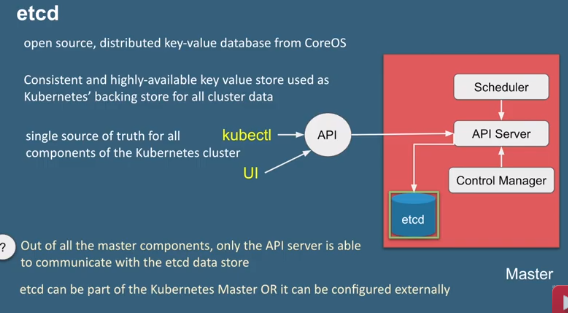 etcd
open source, distributed key-value database from CoreOS
Consistent and highly-available key value store used as
Kubernetes' backing store for all cluster data
single source of truth for all
components of the Kubernetes cluster
kubectl
UI
API
Scheduler
API Server
Control Manager
etcd
Master
?
Out of all the master components, only the API server is able
to communicate with the etcd data store
etcd can be part of the Kubernetes Master OR it can be configured externally